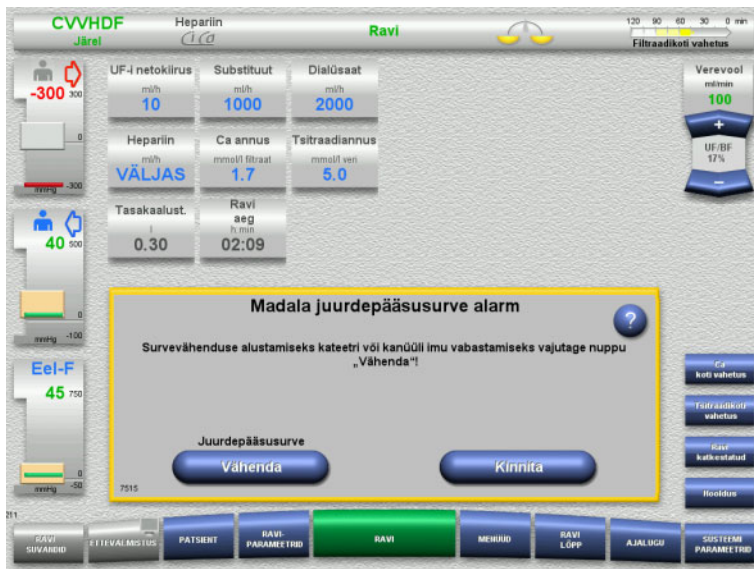 CVVHDF
Järel
Hepariin
Ci Ca
Ravi
120 90 60 30 0 min
Filtraadikoti vahetus
-300
300
0
-300
mmHg
UF-i netokiirus
ml/h
10
Substituut
ml/h
1000
Dialüsaat
ml/h
2000
Verevool
ml/min
100
+
UF/BF
17%
−
Hepariin
ml/h
VÄLJAS
Ca annus
mmol/l filtraat
1.7
Tsitraadiannus
mmol/l veri
5.0
Tasakaalust.
l
0.30
Ravi
aeg
h:min
02:09
40
500
0
-100
mmHg
Madala juurdepääsusurve alarm
?
Survevähenduse alustamiseks kateetri või kanüüli imu vabastamiseks vajutage nuppu
„Vähenda“!
Juurdepääsusurve
Vähenda
Kinnita
7515
Eel-F
45
750
0
-50
mmHg
Ca
koti vahetus
Tsitraadikoti
vahetus
Ravi
katkestatud
Hooldus
211
RAVI
SUVANDID
ETTEVALMISTUS
PATSIENT
RAVI-
PARAMEETRID
RAVI
MENÜÜD
RAVI
LÕPP
AJALUGU
SÜSTEEMI
PARAMEETRID